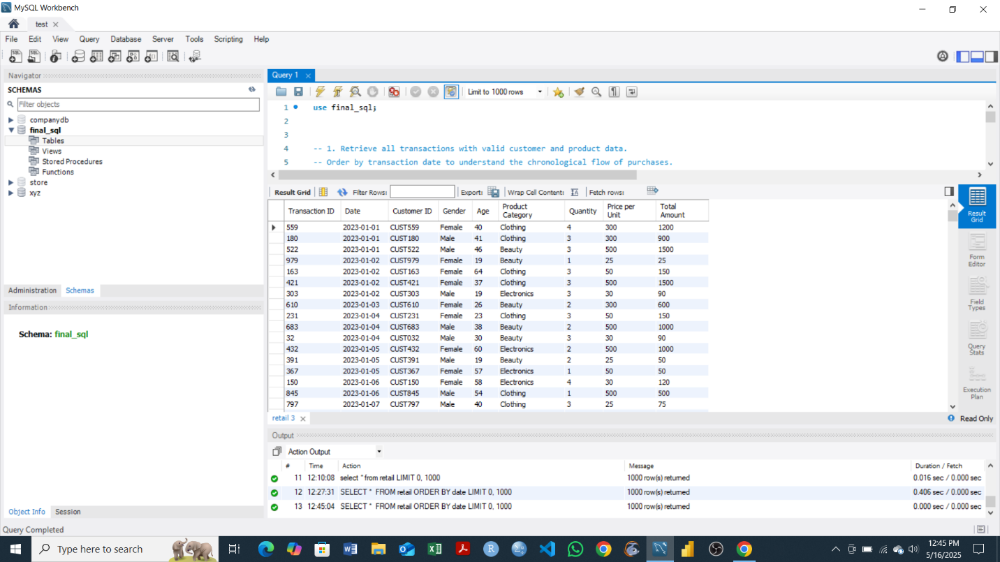 MySQL Workbench
test
File Edit View Query Database Server Tools Scripting Help
Navigator
SCHEMAS
Filter objects
companydb
final_sql
Tables
Views
Stored Procedures
Functions
store
xyz
Administration Schemas
Information
Schema: final_sql
Object Info Session
Query 1
Limit to 1000 rows
1 use final_sql;
2
3
4 -- 1. Retrieve all transactions with valid customer and product data.
5 -- Order by transaction date to understand the chronological flow of purchases.
Result Grid Filter Rows: Export: Wrap Cell Content: Fetch rows:
Transaction ID Date Customer ID Gender Age Product Category Quantity Price per Unit Total Amount
559 2023-01-01 CUST559 Female 40 Clothing 4 300 1200
180 2023-01-01 CUST180 Male 41 Clothing 3 300 900
522 2023-01-01 CUST522 Male 46 Beauty 3 500 1500
979 2023-01-02 CUST979 Female 19 Beauty 1 25 25
163 2023-01-02 CUST163 Female 64 Clothing 3 50 150
421 2023-01-02 CUST421 Female 37 Clothing 3 500 1500
303 2023-01-02 CUST303 Male 19 Electronics 3 30 90
610 2023-01-03 CUST610 Female 26 Beauty 2 300 600
231 2023-01-04 CUST231 Female 23 Clothing 3 50 150
683 2023-01-04 CUST683 Male 38 Beauty 2 500 1000
32 2023-01-04 CUST032 Male 30 Beauty 3 30 90
432 2023-01-05 CUST432 Female 60 Electronics 2 500 1000
391 2023-01-05 CUST391 Male 19 Beauty 2 25 50
367 2023-01-05 CUST367 Female 57 Electronics 1 50 50
150 2023-01-06 CUST150 Female 58 Electronics 4 30 120
845 2023-01-06 CUST845 Male 54 Clothing 1 500 500
797 2023-01-07 CUST797 Male 40 Clothing 3 25 75
Result Grid
Form Editor
Field Types
Query Stats
Execution Plan
retail 3
Read Only
Output
Action Output
# Time Action Message Duration / Fetch
11 12:10:08 select * from retail LIMIT 0, 1000 1000 row(s) returned 0.016 sec / 0.000 sec
12 12:27:31 SELECT * FROM retail ORDER BY date LIMIT 0, 1000 1000 row(s) returned 0.406 sec / 0.000 sec
13 12:45:04 SELECT * FROM retail ORDER BY date LIMIT 0, 1000 1000 row(s) returned 0.000 sec / 0.000 sec
Query Completed
Type here to search
12:45 PM
5/16/2025